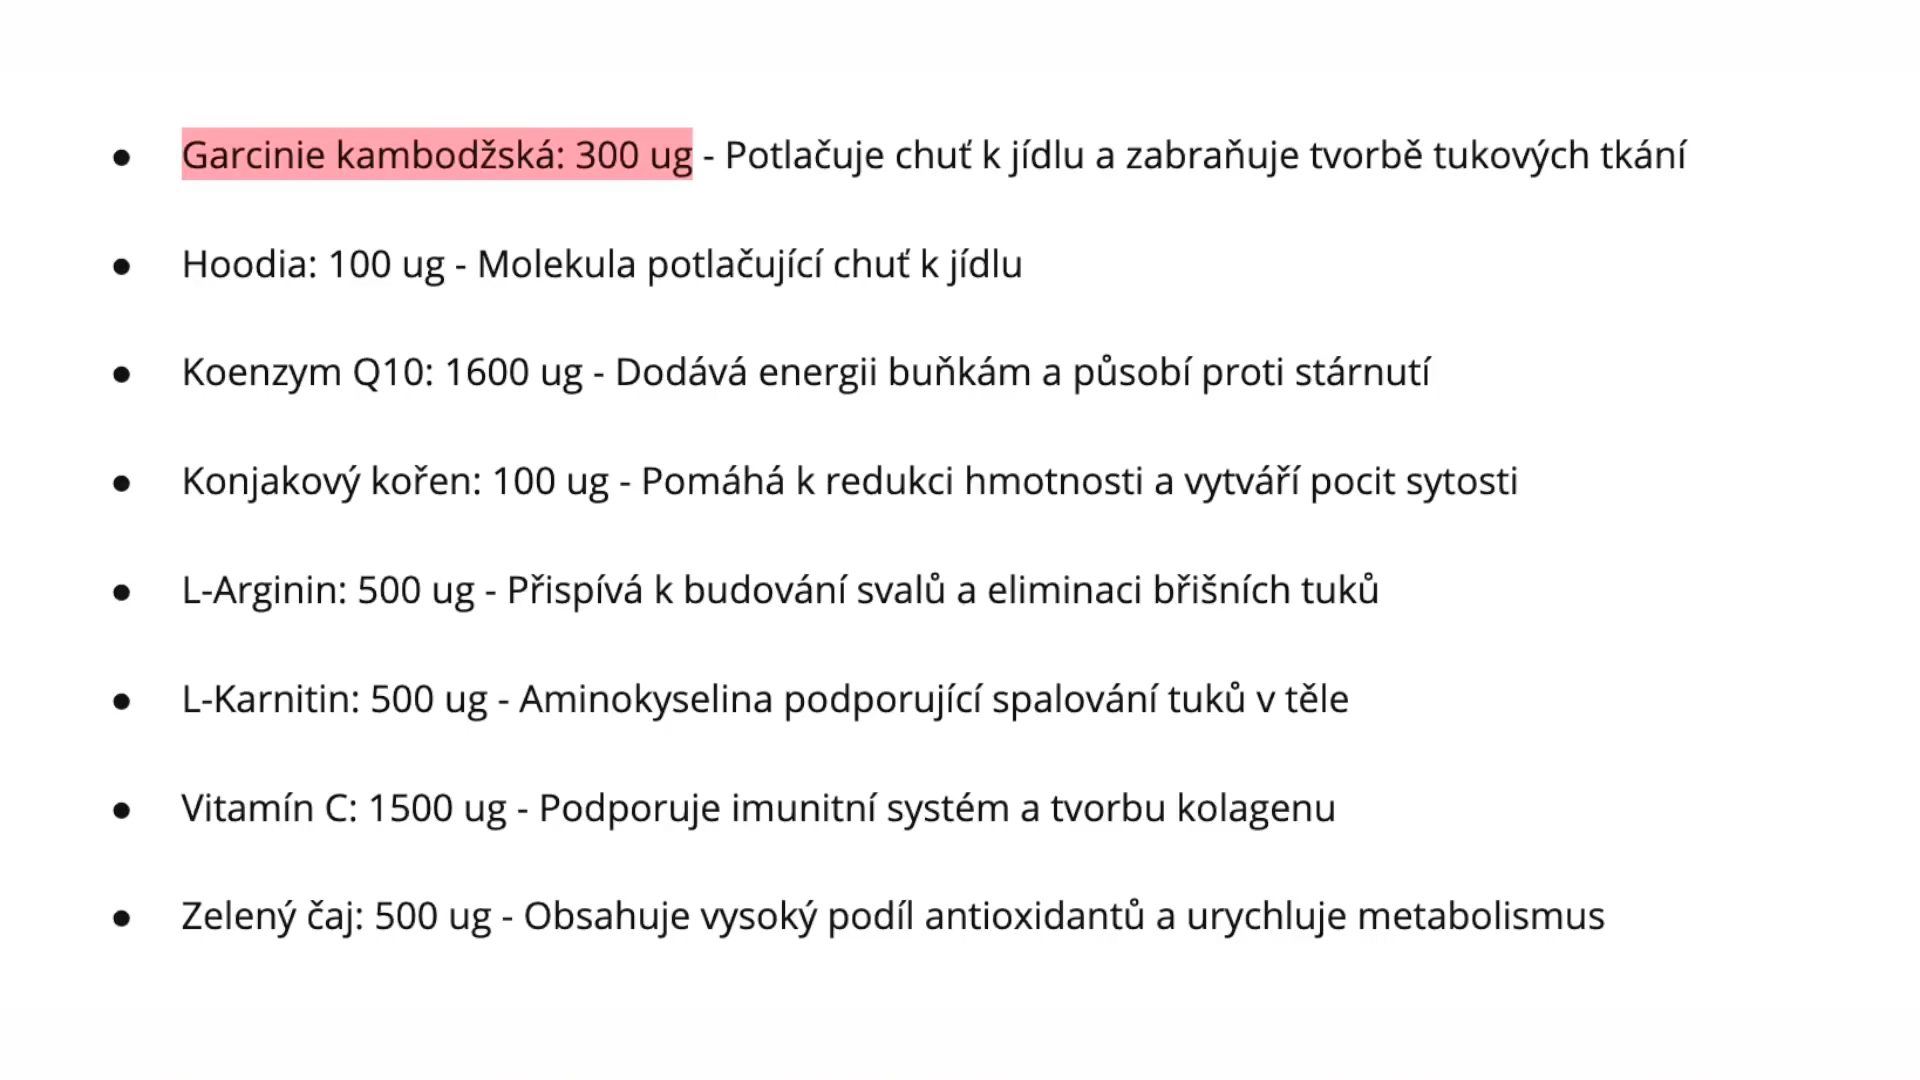 ● Garcinie kambodžská: 300 ug - Potlačuje chuť k jídlu a zabraňuje tvorbě tukových tkání
● Hoodia: 100 ug - Molekula potlačující chuť k jídlu
● Koenzym Q10: 1600 ug - Dodává energii buňkám a působí proti stárnutí
● Konjakový kořen: 100 ug - Pomáhá k redukci hmotnosti a vytváří pocit sytosti
● L-Arginin: 500 ug - Přispívá k budování svalů a eliminaci břišních tuků
● L-Karnitin: 500 ug - Aminokyselina podporující spalování tuků v těle
● Vitamín C: 1500 ug - Podporuje imunitní systém a tvorbu kolagenu
● Zelený čaj: 500 ug - Obsahuje vysoký podíl antioxidantů a urychluje metabolismus